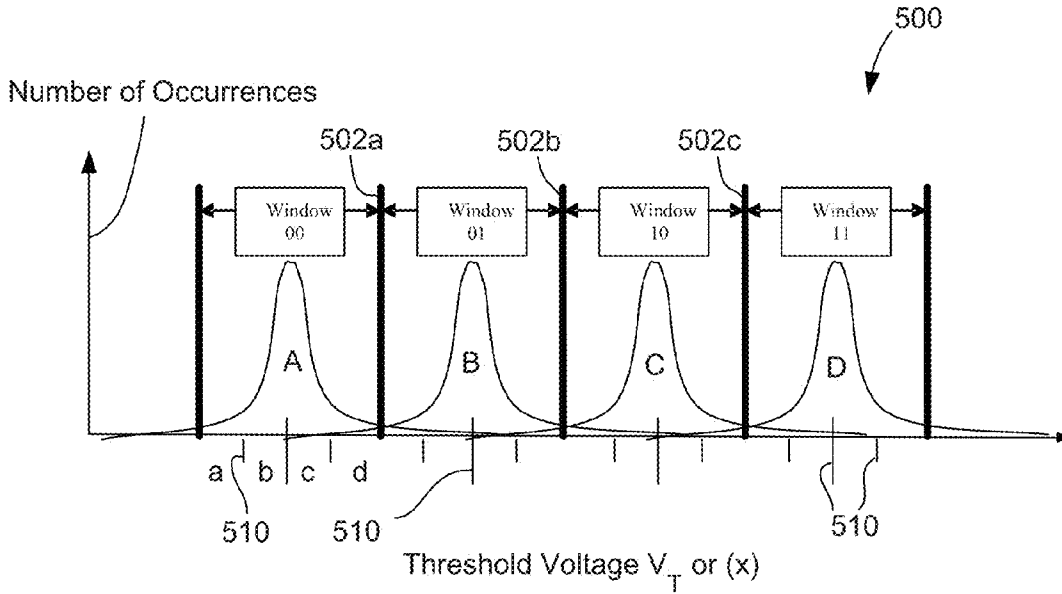 500
Number of Occurrences
502a
502b
502c
Window
00
Window
01
Window
10
Window
11
A
B
C
D
a b c d
510
510
510
Threshold Voltage V_T or (x)